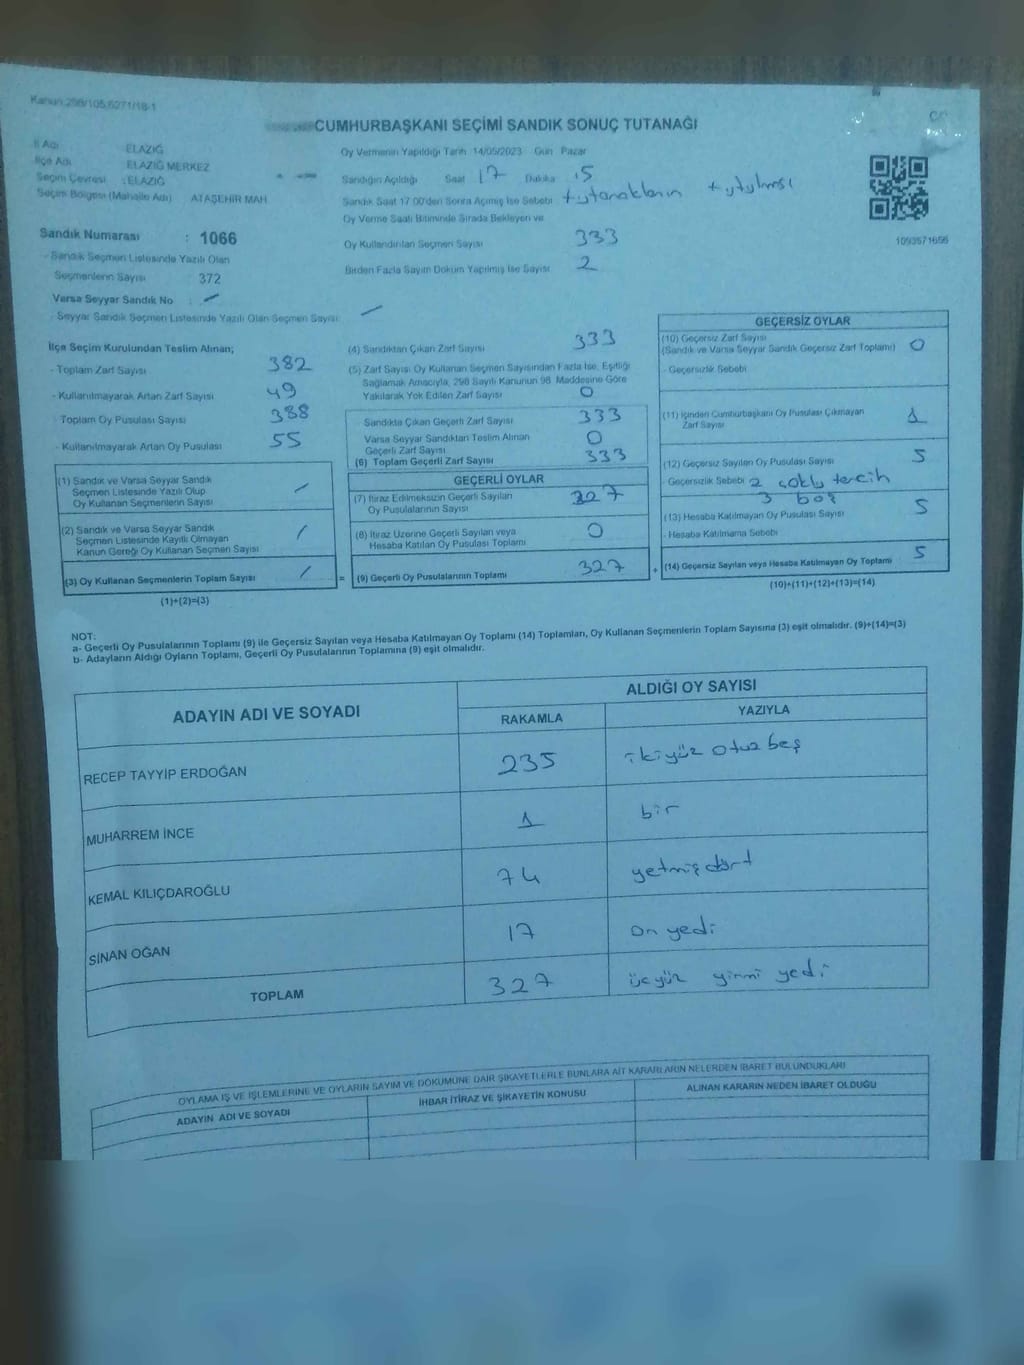 Kanun:298/105,6271/18-1
CUMHURBAŞKANI SEÇİMİ SANDIK SONUÇ TUTANAĞI
İl Adı : ELAZIĞ
İlçe Adı : ELAZIĞ MERKEZ
Seçim Çevresi : ELAZIĞ
Seçim Bölgesi (Mahalle Adı) ATAŞEHİR MAH
Oy Vermenin Yapıldığı Tarih 14/05/2023 Gün Pazar
Sandığın Açıldığı Saat 17 Dakika 15
Sandık Saat 17.00'den Sonra Açılmış İse Sebebi tutanakların tutulması
Oy Verme Saati Bitiminde Sırada Bekleyen ve
Oy Kullandırılan Seçmen Sayısı 333
Birden Fazla Sayım Döküm Yapılmış İse Sayısı 2
1093571656
Sandık Numarası : 1066
- Sandık Seçmen Listesinde Yazılı Olan
Seçmenlerin Sayısı 372
Varsa Seyyar Sandık No : -
- Seyyar Sandık Seçmen Listesinde Yazılı Olan Seçmen Sayısı: -
İlçe Seçim Kurulundan Teslim Alınan;
- Toplam Zarf Sayısı 382
- Kullanılmayarak Artan Zarf Sayısı 49
- Toplam Oy Pusulası Sayısı 388
- Kullanılmayarak Artan Oy Pusulası 55
(1) Sandık ve Varsa Seyyar Sandık
Seçmen Listesinde Yazılı Olup
Oy Kullanan Seçmenlerin Sayısı /
(2) Sandık ve Varsa Seyyar Sandık
Seçmen Listesinde Kayıtlı Olmayan
Kanun Gereği Oy Kullanan Seçmen Sayısı /
(3) Oy Kullanan Seçmenlerin Toplam Sayısı /
(1)+(2)=(3)
(4) Sandıktan Çıkan Zarf Sayısı 333
(5) Zarf Sayısı Oy Kullanan Seçmen Sayısından Fazla İse, Eşitliği
Sağlamak Amacıyla, 298 Sayılı Kanunun 98. Maddesine Göre
Yakılarak Yok Edilen Zarf Sayısı 0
Sandıkta Çıkan Geçerli Zarf Sayısı 333
Varsa Seyyar Sandıktan Teslim Alınan
Geçerli Zarf Sayısı 0
(6) Toplam Geçerli Zarf Sayısı 333
GEÇERLİ OYLAR
(7) İtiraz Edilmeksizin Geçerli Sayılan
Oy Pusulalarının Sayısı 327
(8) İtiraz Üzerine Geçerli Sayılan veya
Hesaba Katılan Oy Pusulası Toplamı 0
= (9) Geçerli Oy Pusulalarının Toplamı 327
GEÇERSİZ OYLAR
(10) Geçersiz Zarf Sayısı
(Sandık ve Varsa Seyyar Sandık Geçersiz Zarf Toplamı) 0
- Geçersizlik Sebebi
(11) İçinden Cumhurbaşkanı Oy Pusulası Çıkmayan
Zarf Sayısı 1
(12) Geçersiz Sayılan Oy Pusulası Sayısı 5
- Geçersizlik Sebebi 2 çoklu tercih
3 boş
(13) Hesaba Katılmayan Oy Pusulası Sayısı 5
- Hesaba Katılmama Sebebi
+ (14) Geçersiz Sayılan veya Hesaba Katılmayan Oy Toplamı 5
(10)+(11)+(12)+(13)=(14)
NOT:
a- Geçerli Oy Pusulalarının Toplamı (9) ile Geçersiz Sayılan veya Hesaba Katılmayan Oy Toplamı (14) Toplamları, Oy Kullanan Seçmenlerin Toplam Sayısına (3) eşit olmalıdır. (9)+(14)=(3)
b- Adayların Aldığı Oyların Toplamı, Geçerli Oy Pusulalarının Toplamına (9) eşit olmalıdır.
ADAYIN ADI VE SOYADI
ALDIĞI OY SAYISI
RAKAMLA YAZIYLA
RECEP TAYYİP ERDOĞAN 235 ikiyüz otuz beş
MUHARREM İNCE 1 bir
KEMAL KILIÇDAROĞLU 74 yetmiş dört
SİNAN OĞAN 17 on yedi
TOPLAM 327 üçyüz yirmi yedi
OYLAMA İŞ VE İŞLEMLERİNE VE OYLARIN SAYIM VE DÖKÜMÜNE DAİR ŞİKAYETLERLE BUNLARA AİT KARARLARIN NELERDEN İBARET BULUNDUKLARI
ADAYIN ADI VE SOYADI İHBAR İTİRAZ VE ŞİKAYETİN KONUSU ALINAN KARARIN NEDEN İBARET OLDUĞU